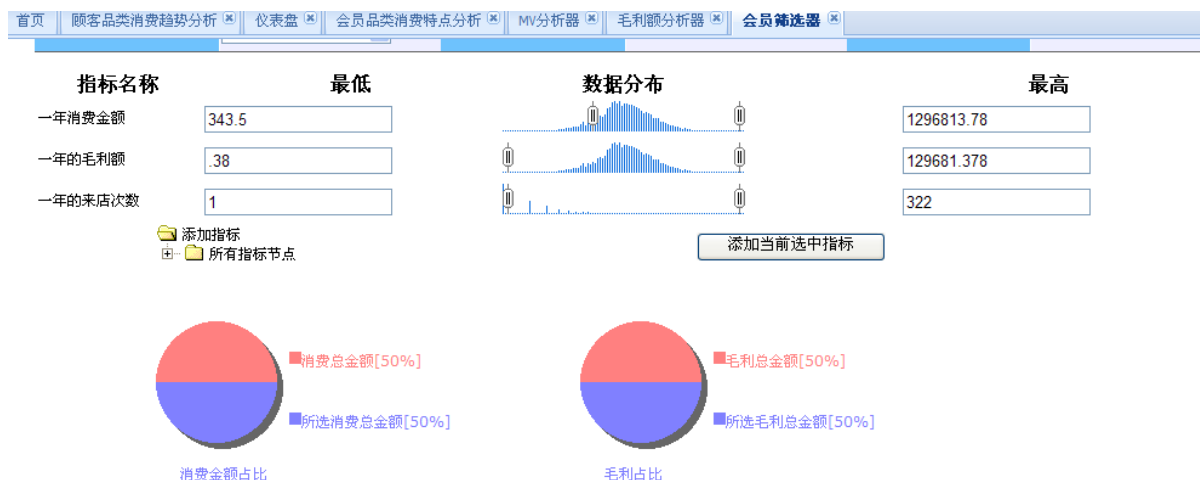 首页 顾客品类消费趋势分析 仪表盘 会员品类消费特点分析 MV分析器 毛利额分析器 会员筛选器
指标名称 最低 数据分布 最高
一年消费金额 343.5 1296813.78
一年的毛利额 .38 129681.378
一年的来店次数 1 322
添加指标
所有指标节点
添加当前选中指标
消费总金额[50%] 毛利总金额[50%]
所选消费总金额[50%] 所选毛利总金额[50%]
消费金额占比 毛利占比